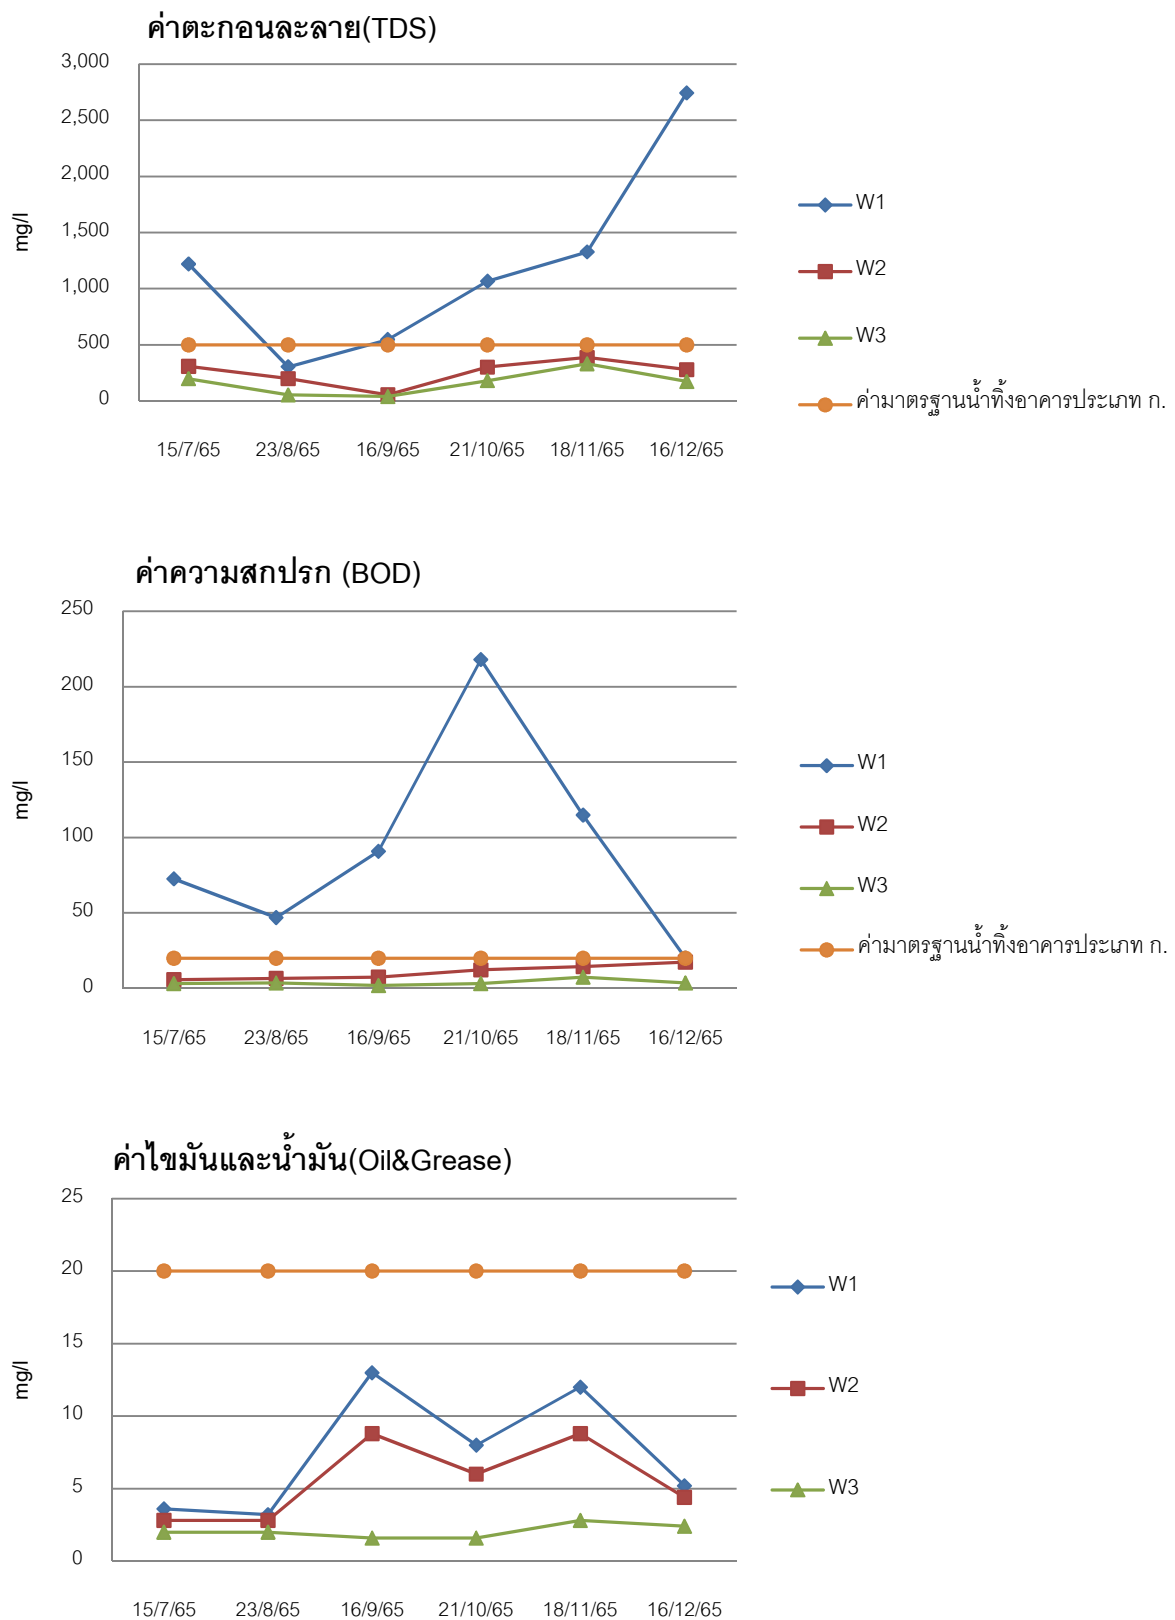 ค่าตะกอนละลาย(TDS)
3,000
2,500
2,000
1,500
1,000
500
0
mg/l
15/7/65 23/8/65 16/9/65 21/10/65 18/11/65 16/12/65
W1
W2
W3
ค่ามาตรฐานน้ำทิ้งอาคารประเภท ก.
ค่าความสกปรก (BOD)
250
200
150
100
50
0
mg/l
15/7/65 23/8/65 16/9/65 21/10/65 18/11/65 16/12/65
W1
W2
W3
ค่ามาตรฐานน้ำทิ้งอาคารประเภท ก.
ค่าไขมันและน้ำมัน(Oil&Grease)
25
20
15
10
5
0
mg/l
15/7/65 23/8/65 16/9/65 21/10/65 18/11/65 16/12/65
W1
W2
W3